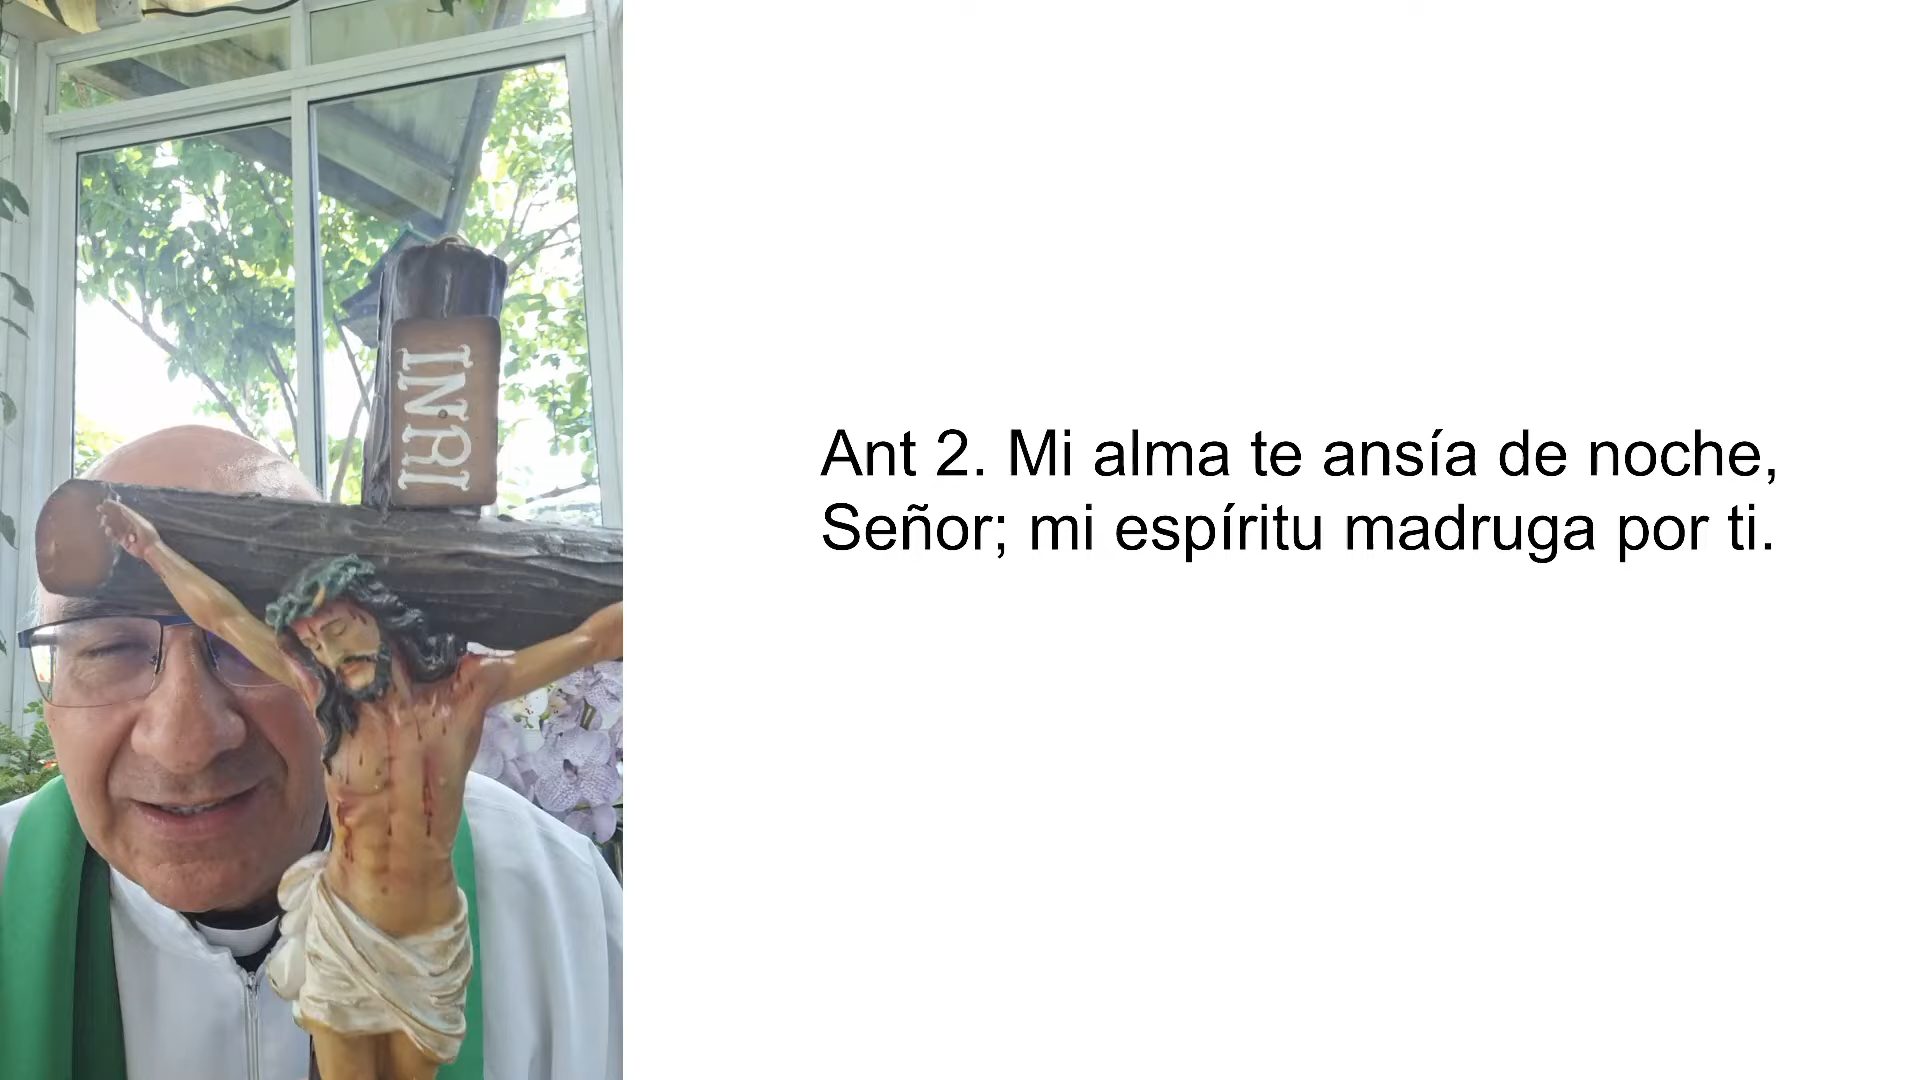 INRI
Ant 2. Mi alma te ansía de noche,
Señor; mi espíritu madruga por ti.